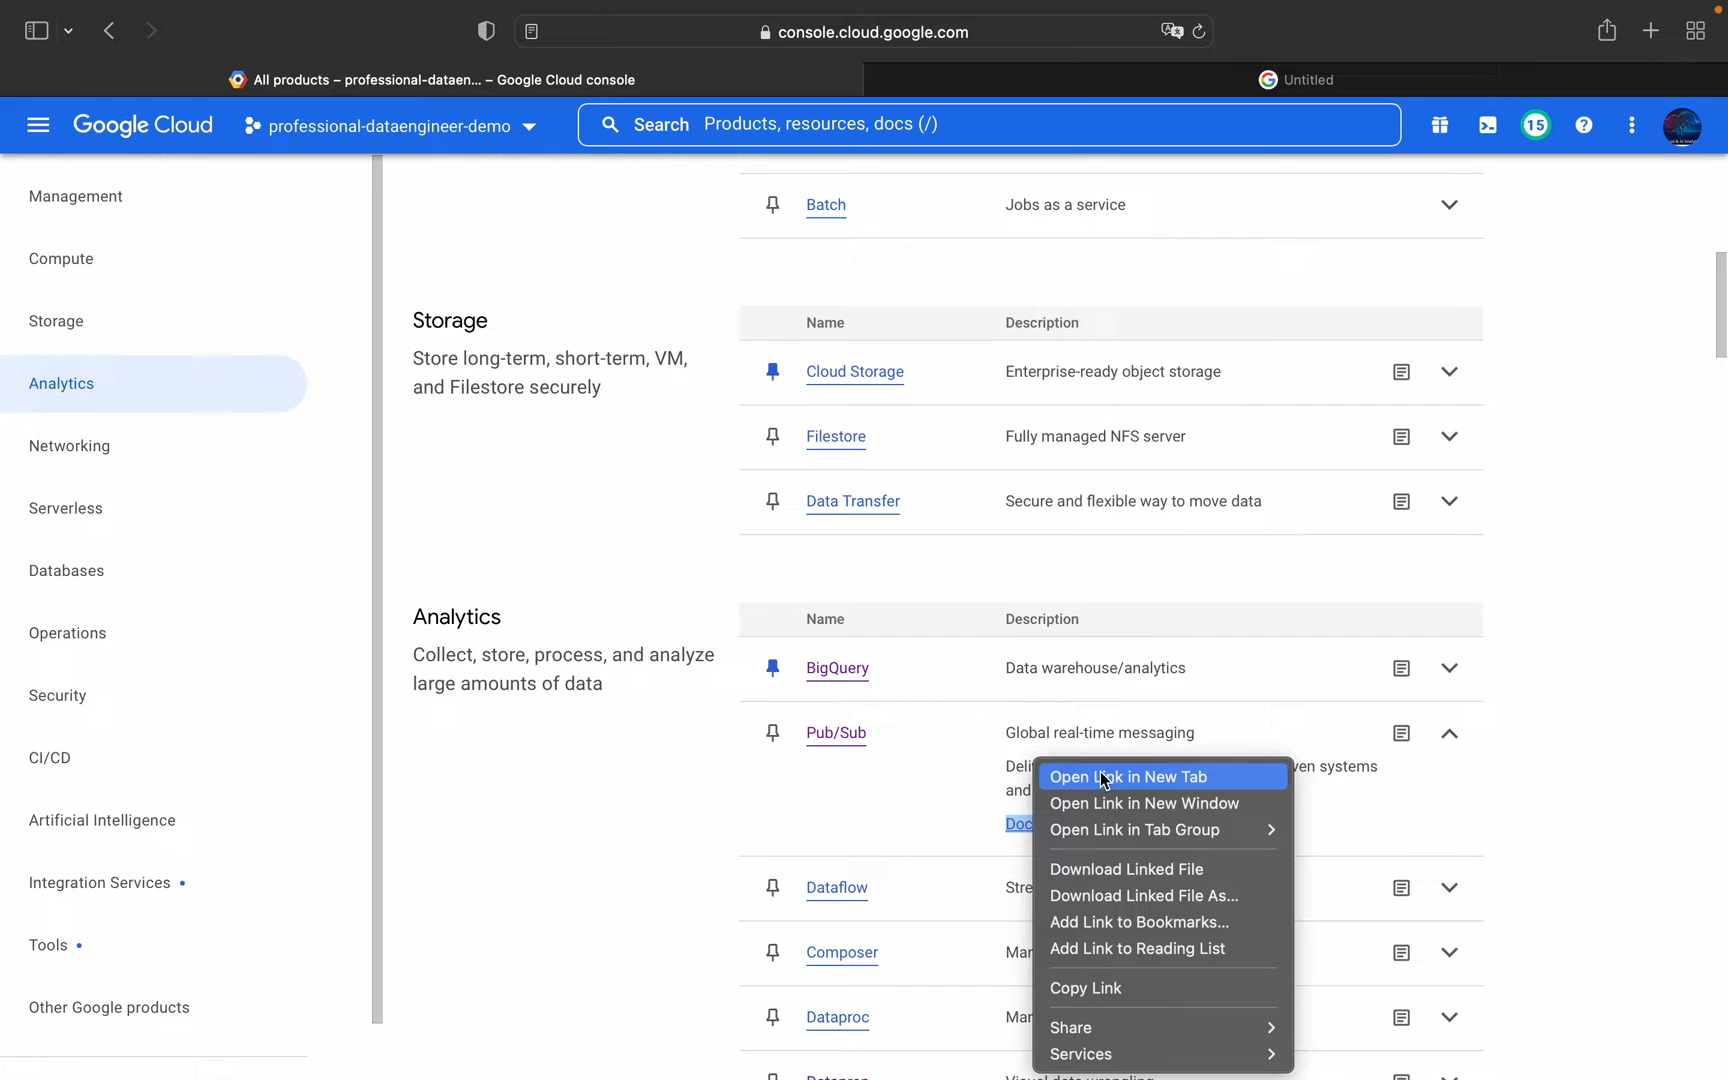 console.cloud.google.com
All products – professional-dataen... – Google Cloud console
Untitled
Google Cloud
professional-dataengineer-demo
Search Products, resources, docs (/)
15
Management
Compute
Storage
Analytics
Networking
Serverless
Databases
Operations
Security
CI/CD
Artificial Intelligence
Integration Services
Tools
Other Google products
Batch Jobs as a service
Storage
Store long-term, short-term, VM,
and Filestore securely
Name Description
Cloud Storage Enterprise-ready object storage
Filestore Fully managed NFS server
Data Transfer Secure and flexible way to move data
Analytics
Collect, store, process, and analyze
large amounts of data
Name Description
BigQuery Data warehouse/analytics
Pub/Sub Global real-time messaging
Deli ven systems
and
Doc
Dataflow Stre
Composer Mar
Dataproc Mar
Open Link in New Tab
Open Link in New Window
Open Link in Tab Group
Download Linked File
Download Linked File As...
Add Link to Bookmarks...
Add Link to Reading List
Copy Link
Share
Services